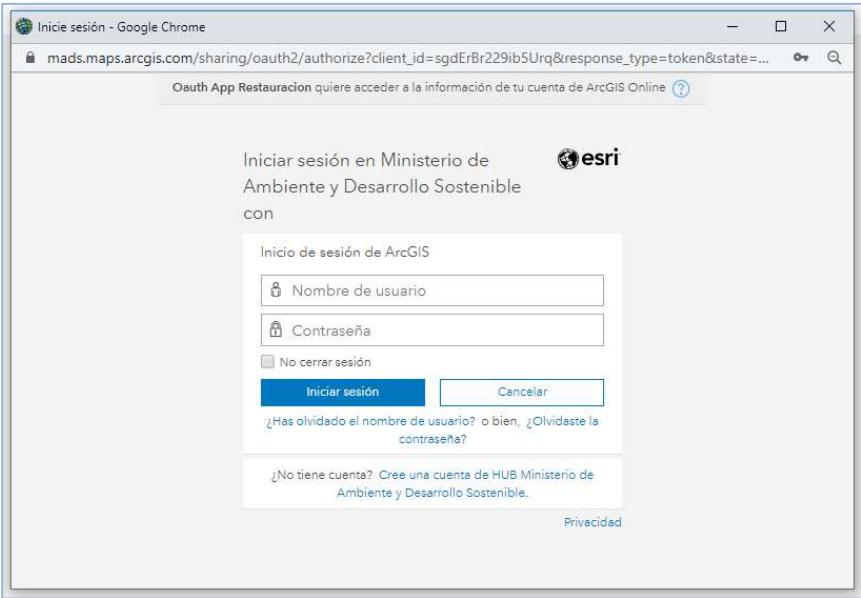 Inicie sesión - Google Chrome
mads.maps.arcgis.com/sharing/oauth2/authorize?client_id=sgdErBr229ib5Urq&response_type=token&state=...
Oauth App Restauracion quiere acceder a la información de tu cuenta de ArcGIS Online ?
Iniciar sesión en Ministerio de
Ambiente y Desarrollo Sostenible
con
esri
Inicio de sesión de ArcGIS
Nombre de usuario
Contraseña
No cerrar sesión
Iniciar sesión
Cancelar
¿Has olvidado el nombre de usuario? o bien, ¿Olvidaste la
contraseña?
¿No tiene cuenta? Cree una cuenta de HUB Ministerio de
Ambiente y Desarrollo Sostenible.
Privacidad